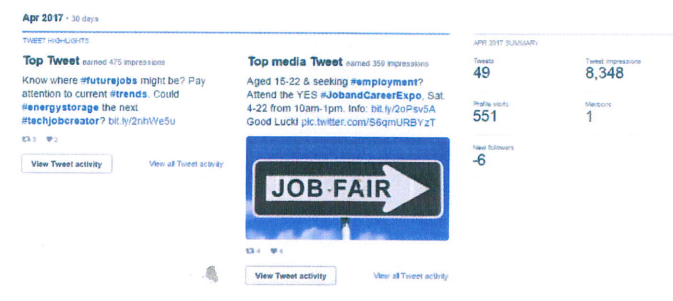 Apr 2017 • 30 days
TWEET HIGHLIGHTS
Top Tweet earned 475 impressions
Know where #futurejobs might be? Pay
attention to current #trends. Could
#energystorage the next
#techjobcreator? bit.ly/2nhWe5u
3 2
View Tweet activity
View all Tweet activity
Top media Tweet earned 359 impressions
Aged 15-22 & seeking #employment?
Attend the YES #JobandCareerExpo, Sat.
4-22 from 10am-1pm. Info: bit.ly/2oPsv5A
Good Luck! pic.twitter.com/S6qmURBYzT
JOB FAIR
4 4
View Tweet activity
View all Tweet activity
APR 2017 SUMMARY
Tweets
49
Tweet impressions
8,348
Profile visits
551
Mentions
1
New followers
-6